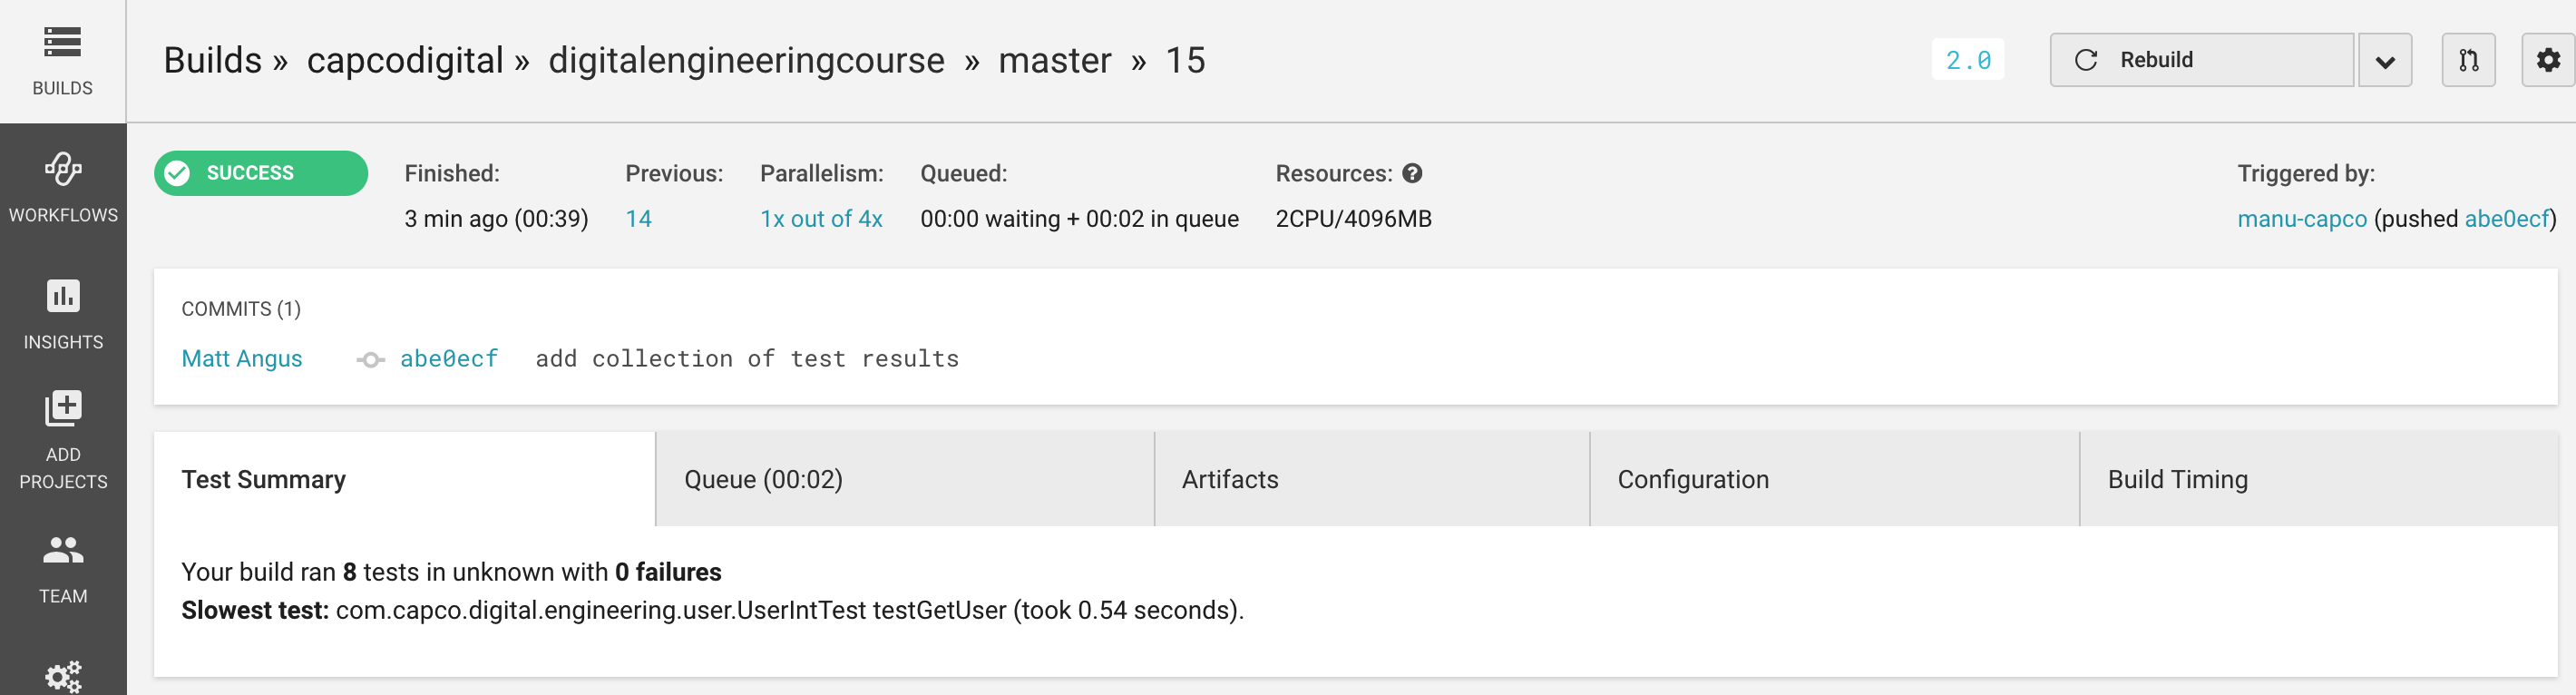 BUILDS
WORKFLOWS
INSIGHTS
ADD
PROJECTS
TEAM
Builds » capcodigital » digitalengineeringcourse » master » 15
2.0
Rebuild
SUCCESS
Finished:
3 min ago (00:39)
Previous:
14
Parallelism:
1x out of 4x
Queued:
00:00 waiting + 00:02 in queue
Resources: ?
2CPU/4096MB
Triggered by:
manu-capco (pushed abe0ecf)
COMMITS (1)
Matt Angus abe0ecf add collection of test results
Test Summary
Queue (00:02)
Artifacts
Configuration
Build Timing
Your build ran 8 tests in unknown with 0 failures
Slowest test: com.capco.digital.engineering.user.UserIntTest testGetUser (took 0.54 seconds).